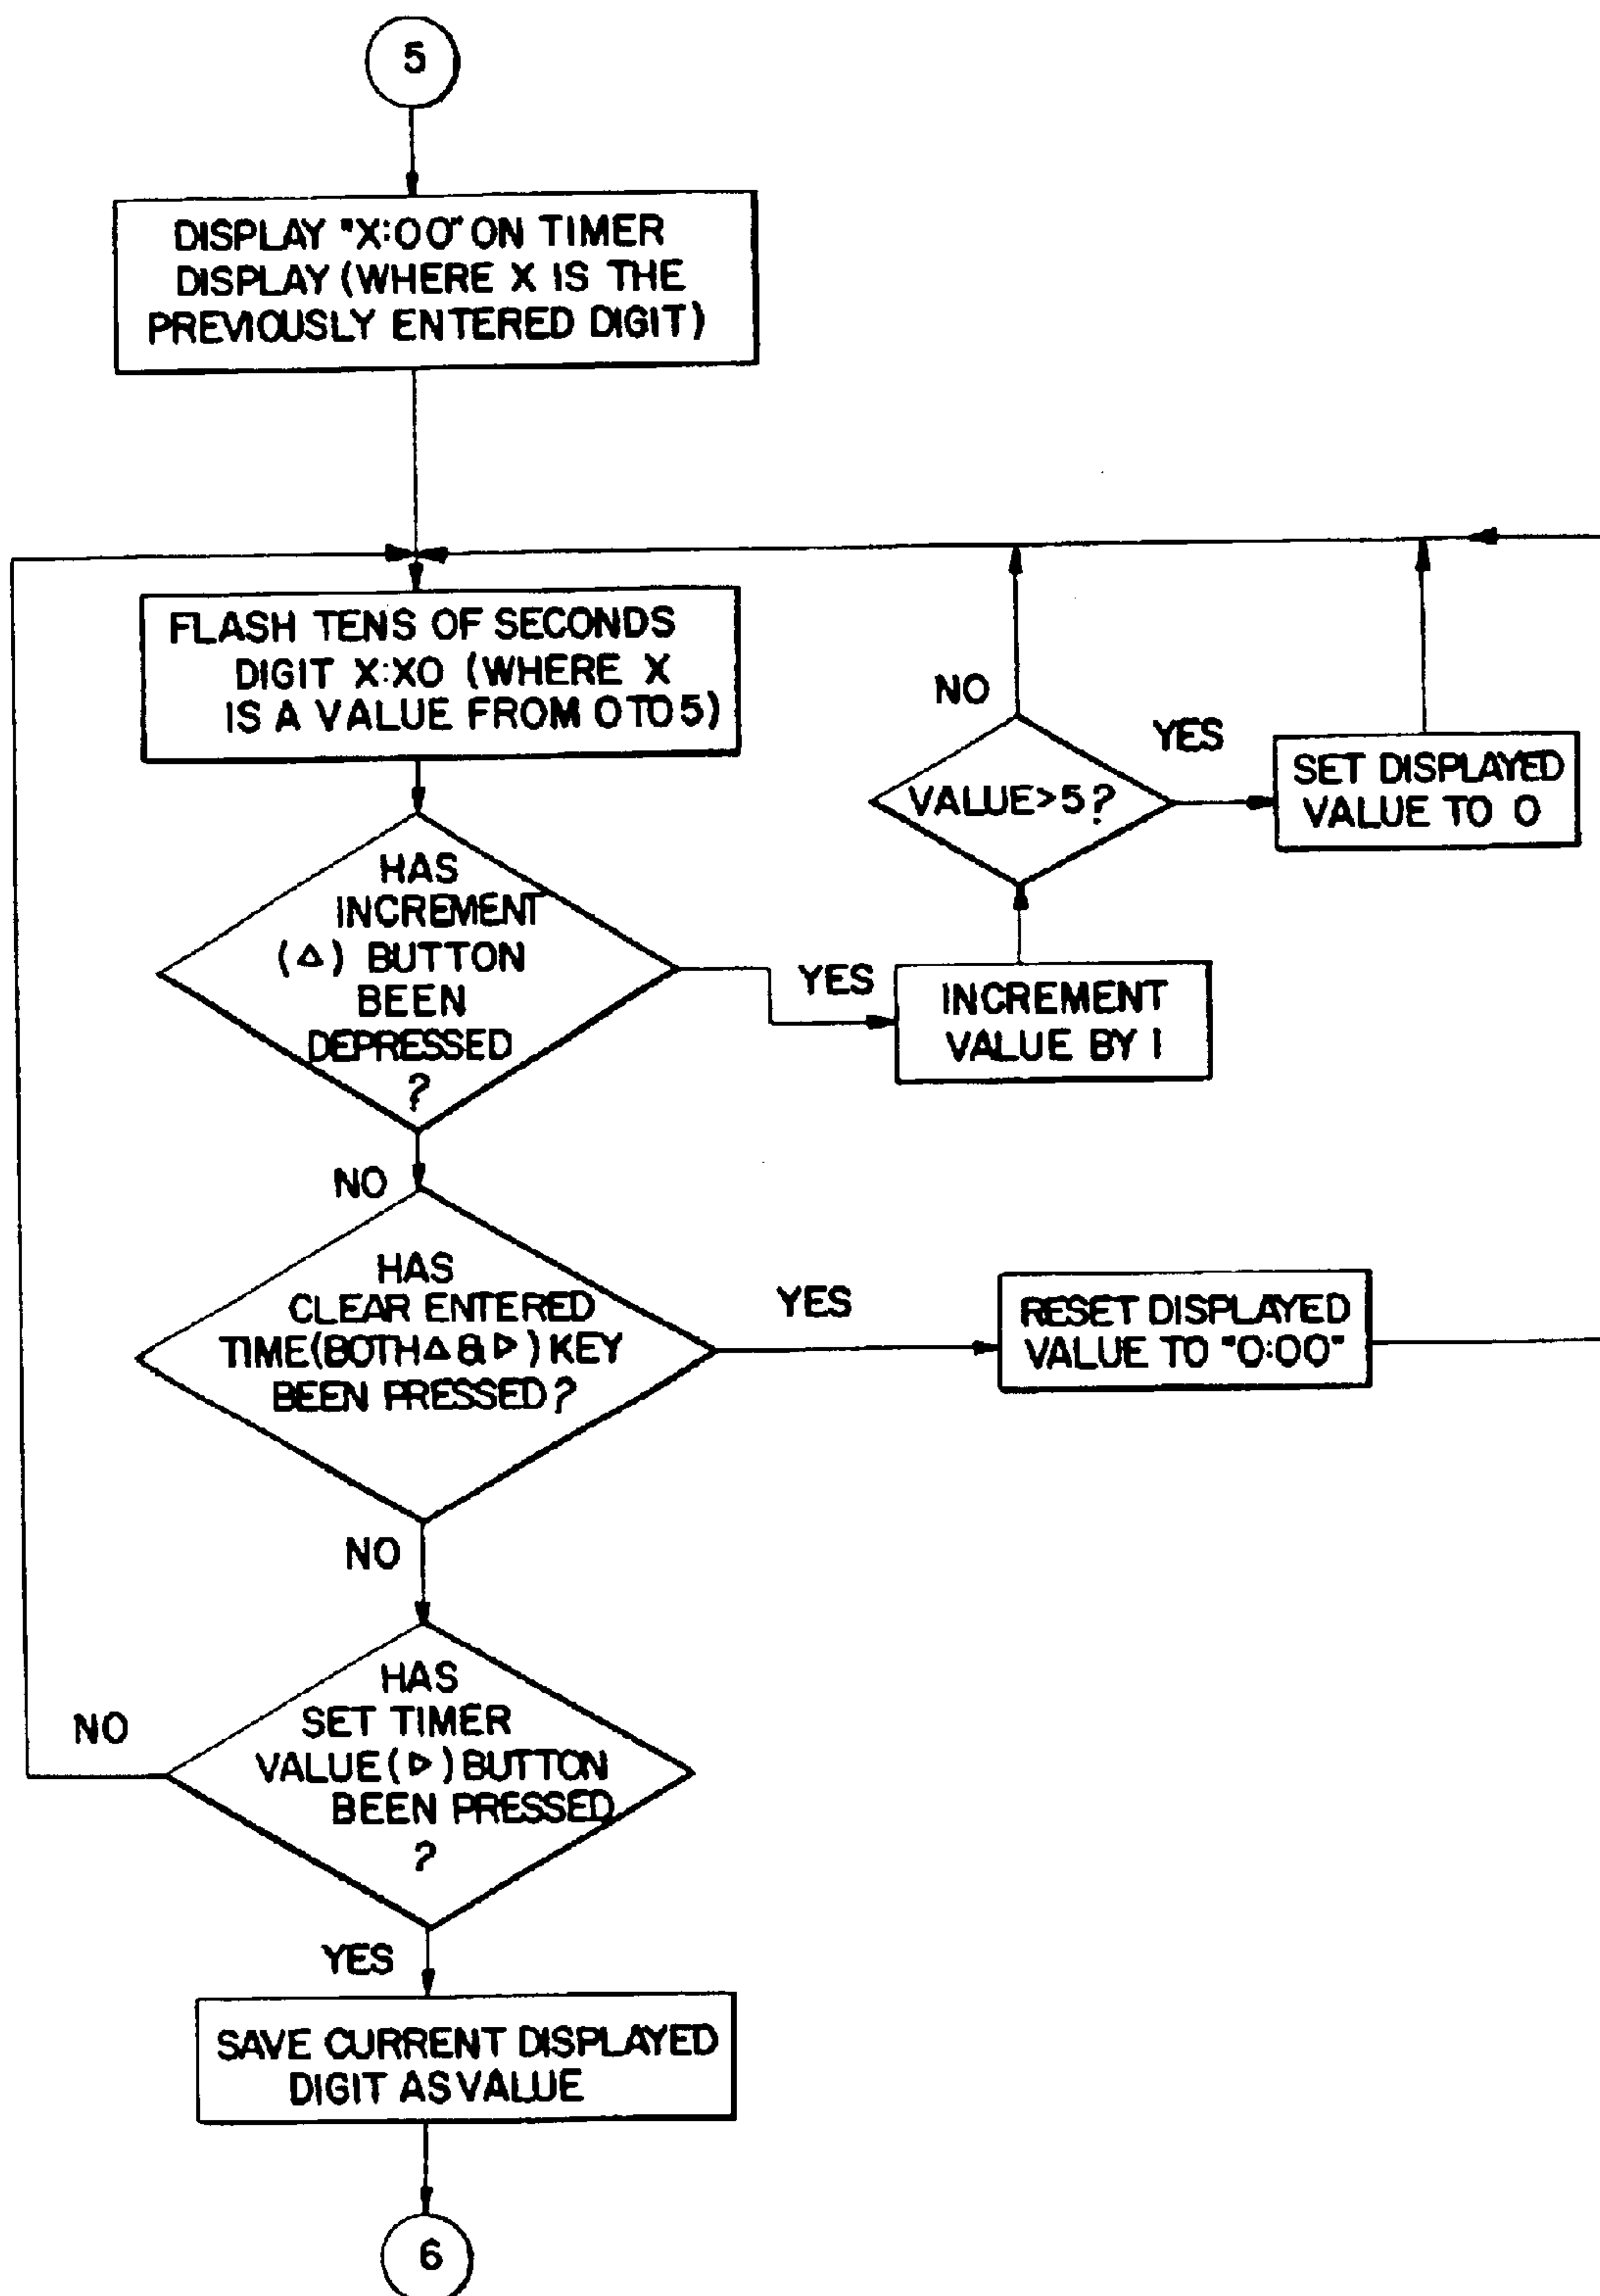 5
DISPLAY "X:00" ON TIMER
DISPLAY (WHERE X IS THE
PREVIOUSLY ENTERED DIGIT)
FLASH TENS OF SECONDS
DIGIT X:X0 (WHERE X
IS A VALUE FROM 0 TO 5)
NO
VALUE>5?
YES
SET DISPLAYED
VALUE TO 0
HAS
INCREMENT
(△) BUTTON
BEEN
DEPRESSED
?
YES
INCREMENT
VALUE BY 1
NO
HAS
CLEAR ENTERED
TIME(BOTH △ & ▷) KEY
BEEN PRESSED?
YES
RESET DISPLAYED
VALUE TO "0:00"
NO
HAS
SET TIMER
VALUE (▷) BUTTON
BEEN PRESSED
?
NO
YES
SAVE CURRENT DISPLAYED
DIGIT AS VALUE
6